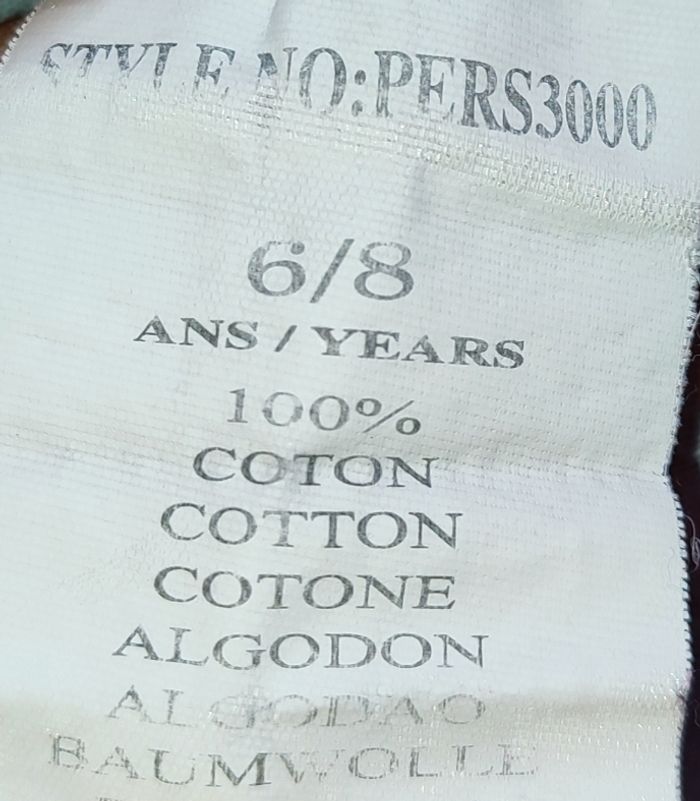 STYLE NO:PERS3000
6/8
ANS / YEARS
100%
COTON
COTTON
COTONE
ALGODON
ALGODAO
BAUMWOLLE